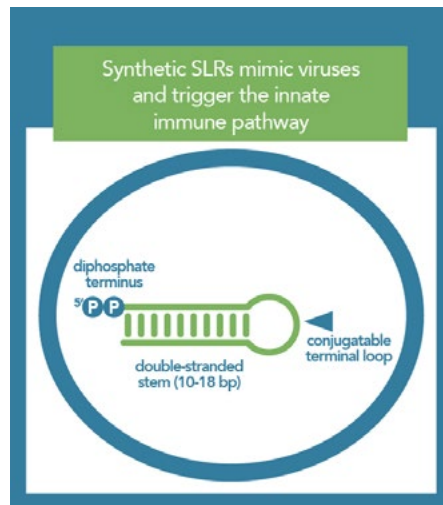 Synthetic SLRs mimic viruses
and trigger the innate
immune pathway
diphosphate
terminus
5' P P
conjugatable
terminal loop
double-stranded
stem (10-18 bp)